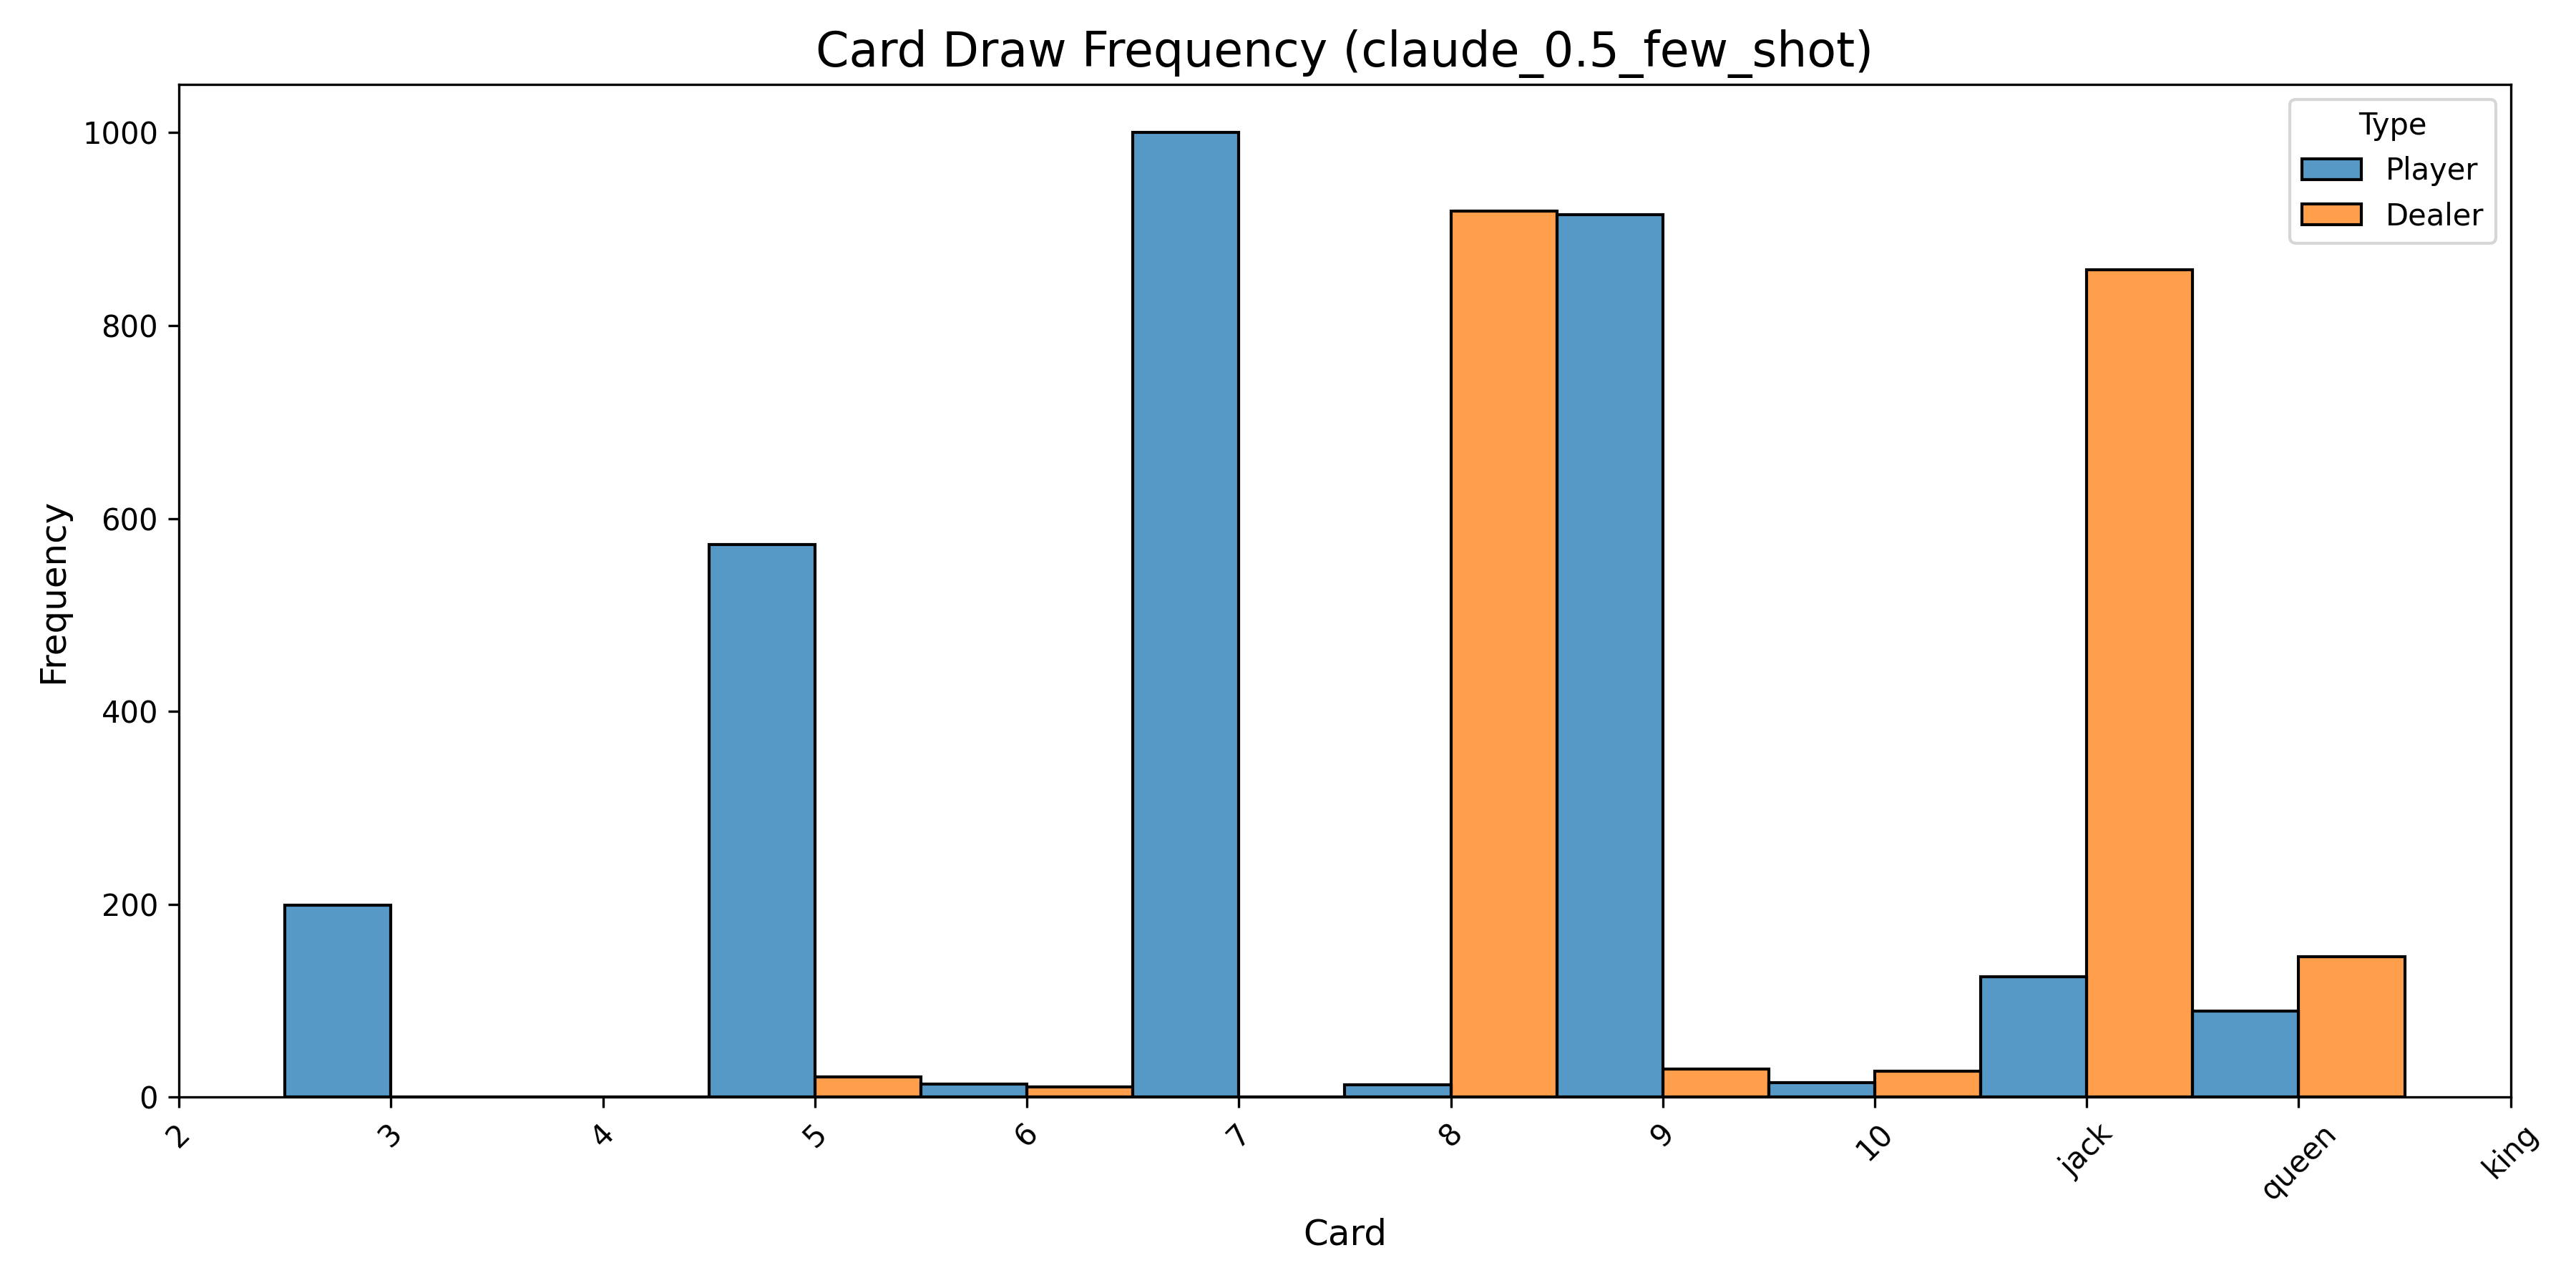 Card Draw Frequency (claude_0.5_few_shot)
Type
Player
Dealer
1000
800
600
400
200
0
Frequency
2
3
4
5
6
7
8
9
10
jack
queen
king
Card